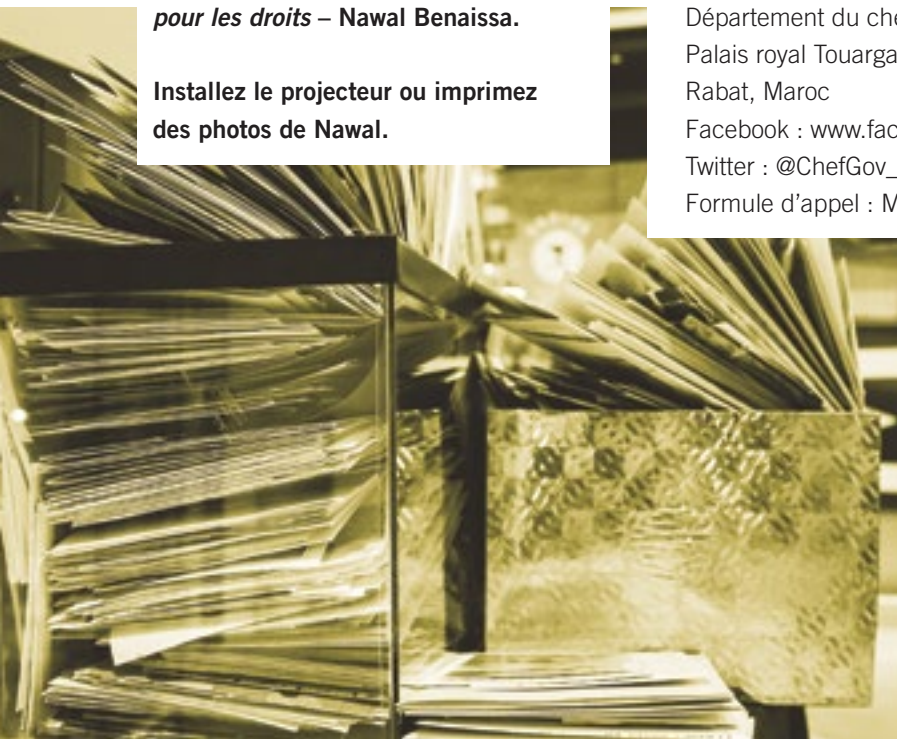 pour les droits – Nawal Benaissa.
Installez le projecteur ou imprimez
des photos de Nawal.
Département du che
Palais royal Touarga
Rabat, Maroc
Facebook : www.fac
Twitter : @ChefGov_
Formule d’appel : M